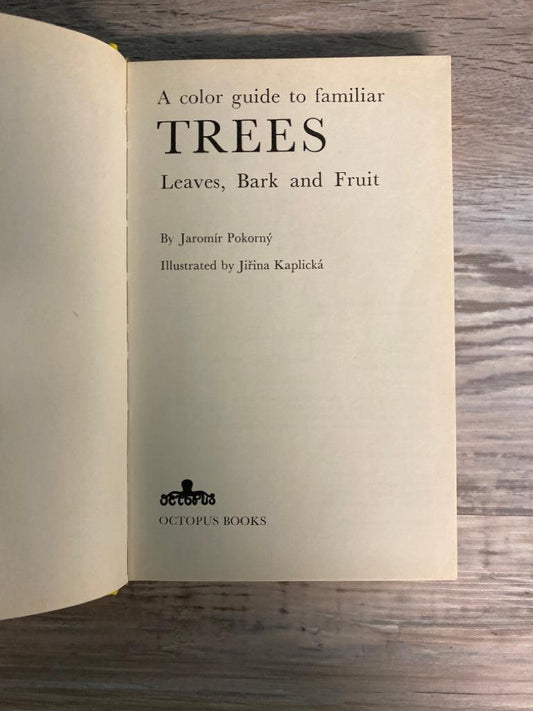 A color guide to familiar
TREES
Leaves, Bark and Fruit
By Jaromír Pokorný
Illustrated by Jiřina Kaplická
octopus
OCTOPUS BOOKS